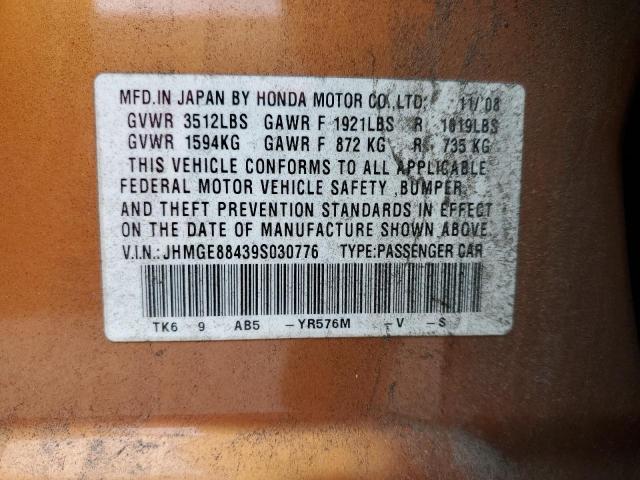 MFD.IN JAPAN BY HONDA MOTOR CO.,LTD. 11/08
GVWR 3512LBS GAWR F 1921LBS R 1619LBS
GVWR 1594KG GAWR F 872 KG R 735 KG
THIS VEHICLE CONFORMS TO ALL APPLICABLE
FEDERAL MOTOR VEHICLE SAFETY ,BUMPER,
AND THEFT PREVENTION STANDARDS IN EFFECT
ON THE DATE OF MANUFACTURE SHOWN ABOVE.
V.I.N.:JHMGE88439S030776 TYPE:PASSENGER CAR
TK6 9 AB5 -YR576M -V -S